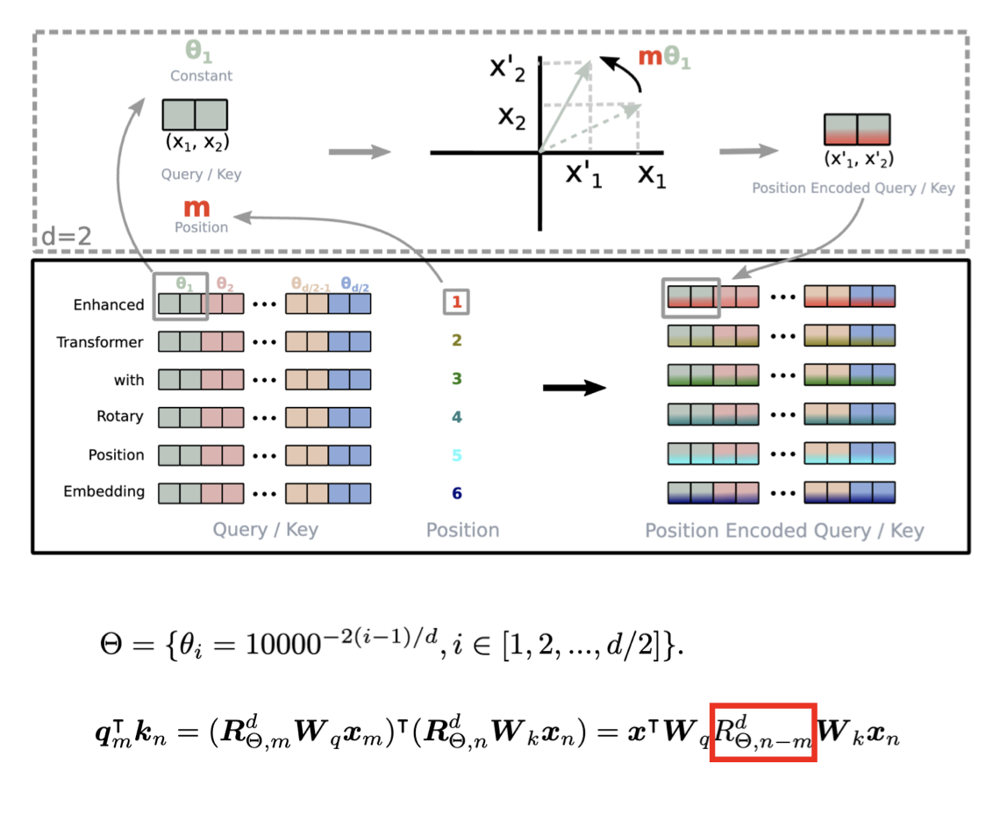 θ₁
Constant
(x₁, x₂)
Query / Key
m
Position
d=2
x'₂
x₂
x'₁ x₁
mθ₁
(x'₁, x'₂)
Position Encoded Query / Key
θ₁ θ₂ θ_{d/2-1} θ_{d/2}
Enhanced ••• 1 •••
Transformer ••• 2 •••
with ••• 3 •••
Rotary ••• 4 •••
Position ••• 5 •••
Embedding ••• 6 •••
Query / Key Position Position Encoded Query / Key
Θ = {θ_i = 10000^{−2(i−1)/d}, i ∈ [1, 2, ..., d/2]}.
q_m^⊺ k_n = (R^d_{Θ,m} W_q x_m)^⊺ (R^d_{Θ,n} W_k x_n) = x^⊺ W_q R^d_{Θ,n−m} W_k x_n